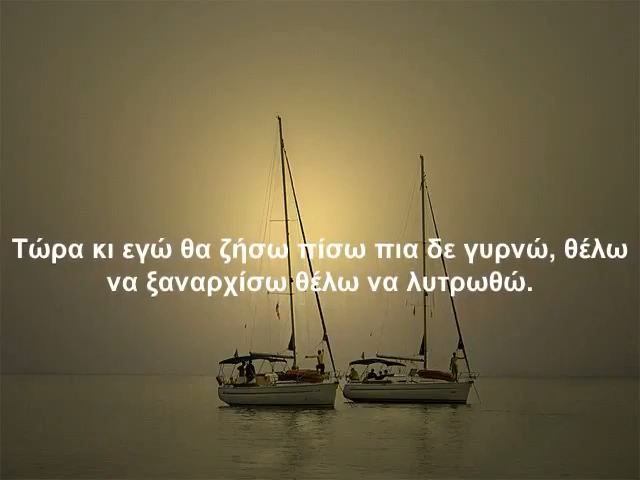 Τώρα κι εγώ θα ζήσω πίσω πια δε γυρνώ, θέλω
να ξαναρχίσω θέλω να λυτρωθώ.